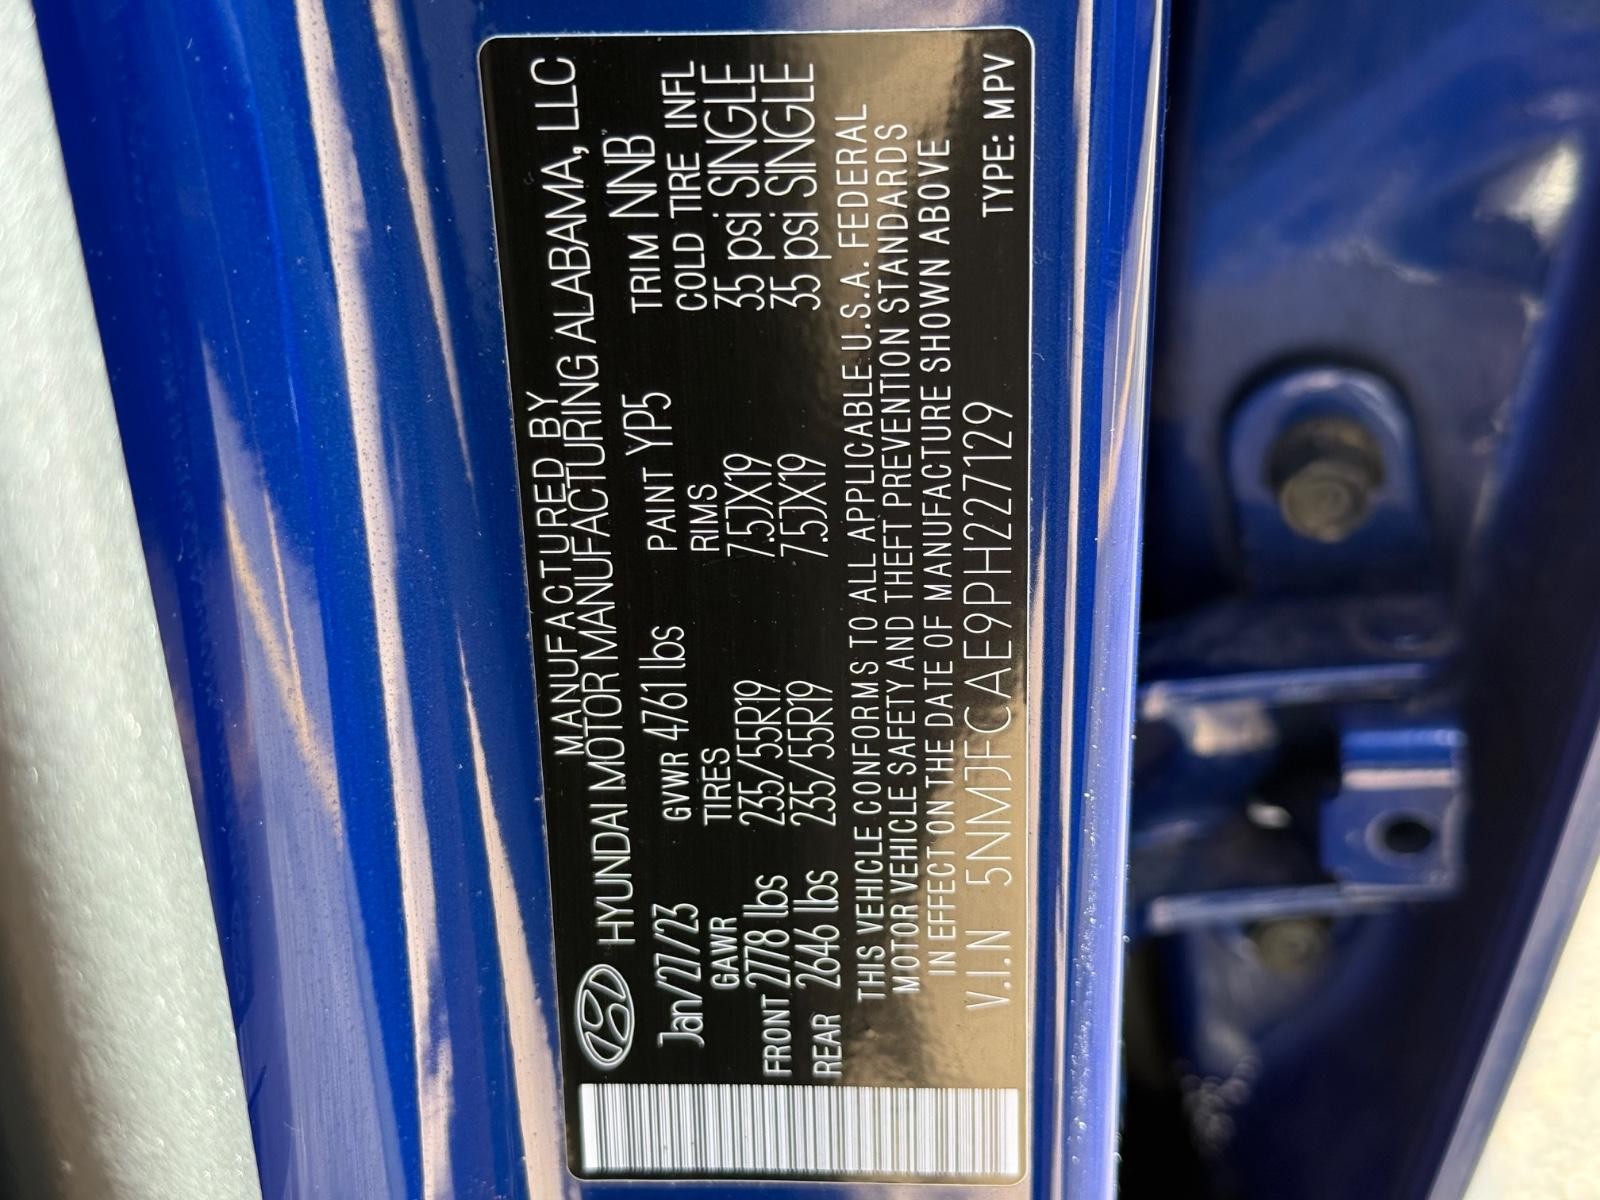 MANUFACTURED BY
HYUNDAI MOTOR MANUFACTURING ALABAMA, LLC
Jan/27/23 GVWR 4761 lbs PAINT YP5 TRIM NNB
GAWR TIRES RIMS COLD TIRE INFL
FRONT 2778 lbs 235/55R19 7.5JX19 35 psi SINGLE
REAR 2646 lbs 235/55R19 7.5JX19 35 psi SINGLE
THIS VEHICLE CONFORMS TO ALL APPLICABLE U.S.A. FEDERAL
MOTOR VEHICLE SAFETY AND THEFT PREVENTION STANDARDS
IN EFFECT ON THE DATE OF MANUFACTURE SHOWN ABOVE
V.I.N 5NMJFCAE9PH227129 TYPE: MPV